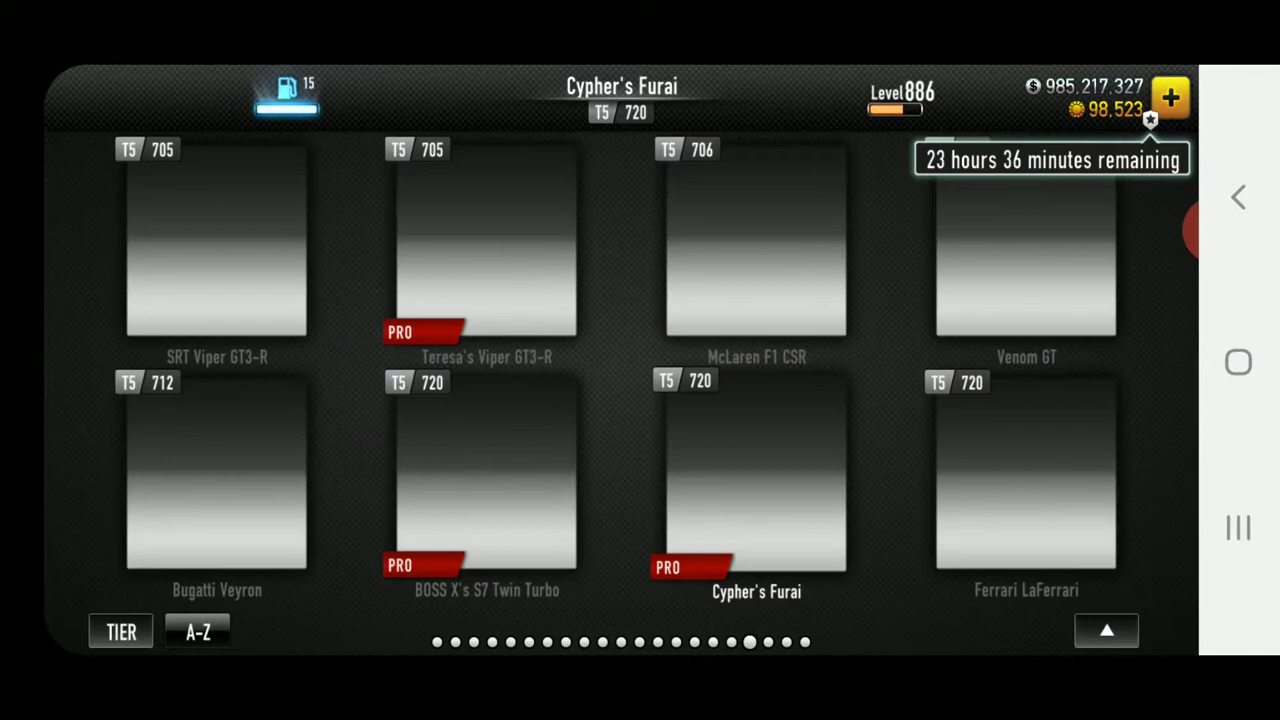 15
Cypher's Furai
T5 720
Level 886
985,217,327
98,523
23 hours 36 minutes remaining
T5 705
T5 705
T5 706
PRO
SRT Viper GT3-R
Teresa's Viper GT3-R
McLaren F1 CSR
Venom GT
T5 712
T5 720
T5 720
T5 720
PRO
PRO
Bugatti Veyron
BOSS X's S7 Twin Turbo
Cypher's Furai
Ferrari LaFerrari
TIER
A-Z